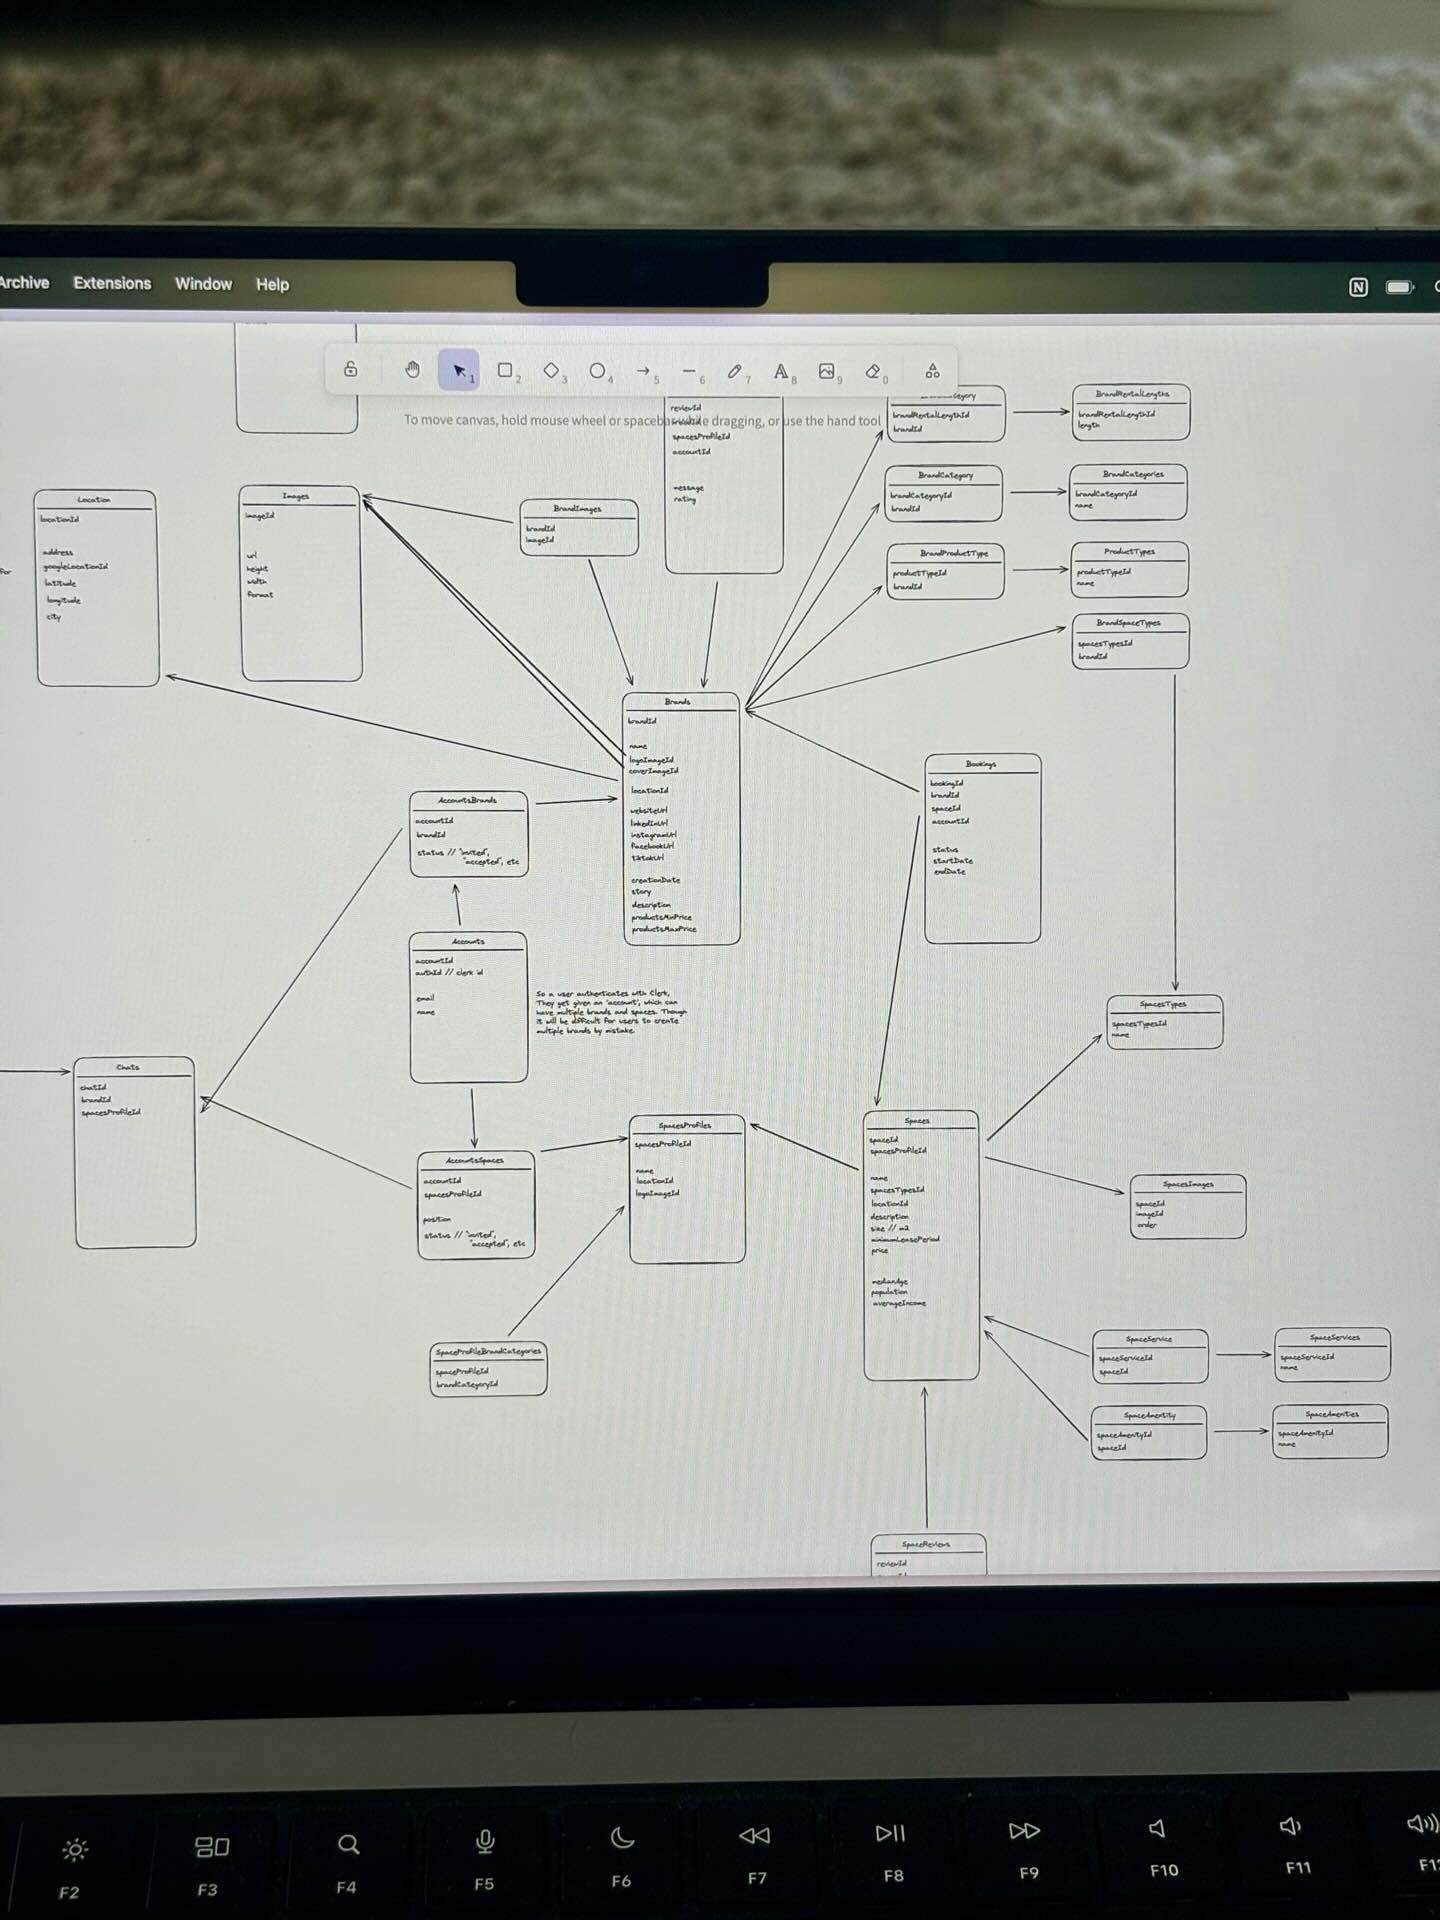 Archive Extensions Window Help
N
1 2 3 4 5 6 7 8 9 0
To move canvas, hold mouse wheel or spacebar while dragging, or use the hand tool
reviewId
spacesProfileId
accountId
message
rating
brandRentalLengthId
brandId
BrandRentalLengths
brandRentalLengthId
length
BrandCategory
brandCategoryId
brandId
BrandCategories
brandCategoryId
name
BrandProductType
productTypeId
brandId
ProductTypes
productTypeId
name
BrandSpaceTypes
spacesTypesId
brandId
Location
locationId
address
googleLocationId
latitude
longitude
city
for
Images
imageId
url
height
width
format
BrandImages
brandId
imageId
Brands
brandId
name
logoImageId
coverImageId
locationId
websiteUrl
linkedInUrl
instagramUrl
facebookUrl
tiktokUrl
creationDate
story
description
productsMinPrice
productsMaxPrice
Bookings
bookingId
brandId
spaceId
accountId
status
startDate
endDate
AccountsBrands
accountId
brandId
status // "invited",
"accepted", etc
Accounts
accountId
authId // clerk id
email
name
So a user authenticates with Clerk,
They get given an 'account', which can
have multiple brands and spaces. Though
it will be difficult for users to create
multiple brands by mistake.
SpacesTypes
spacesTypesId
name
Chats
chatId
brandId
spacesProfileId
AccountsSpaces
accountId
spacesProfileId
position
status // "invited",
"accepted", etc
SpacesProfiles
spacesProfileId
name
locationId
logoImageId
Spaces
spaceId
spacesProfileId
name
spacesTypesId
locationId
description
size // m2
minimumLeasePeriod
price
medianAge
population
averageIncome
SpacesImages
spaceId
imageId
order
SpaceProfileBrandCategories
spaceProfileId
brandCategoryId
SpaceService
spaceServiceId
spaceId
SpaceServices
spaceServiceId
name
SpaceAmentity
spaceAmentyId
spaceId
SpaceAmenities
spaceAmentyId
name
SpaceReviews
reviewId
F2 F3 F4 F5 F6 F7 F8 F9 F10 F11